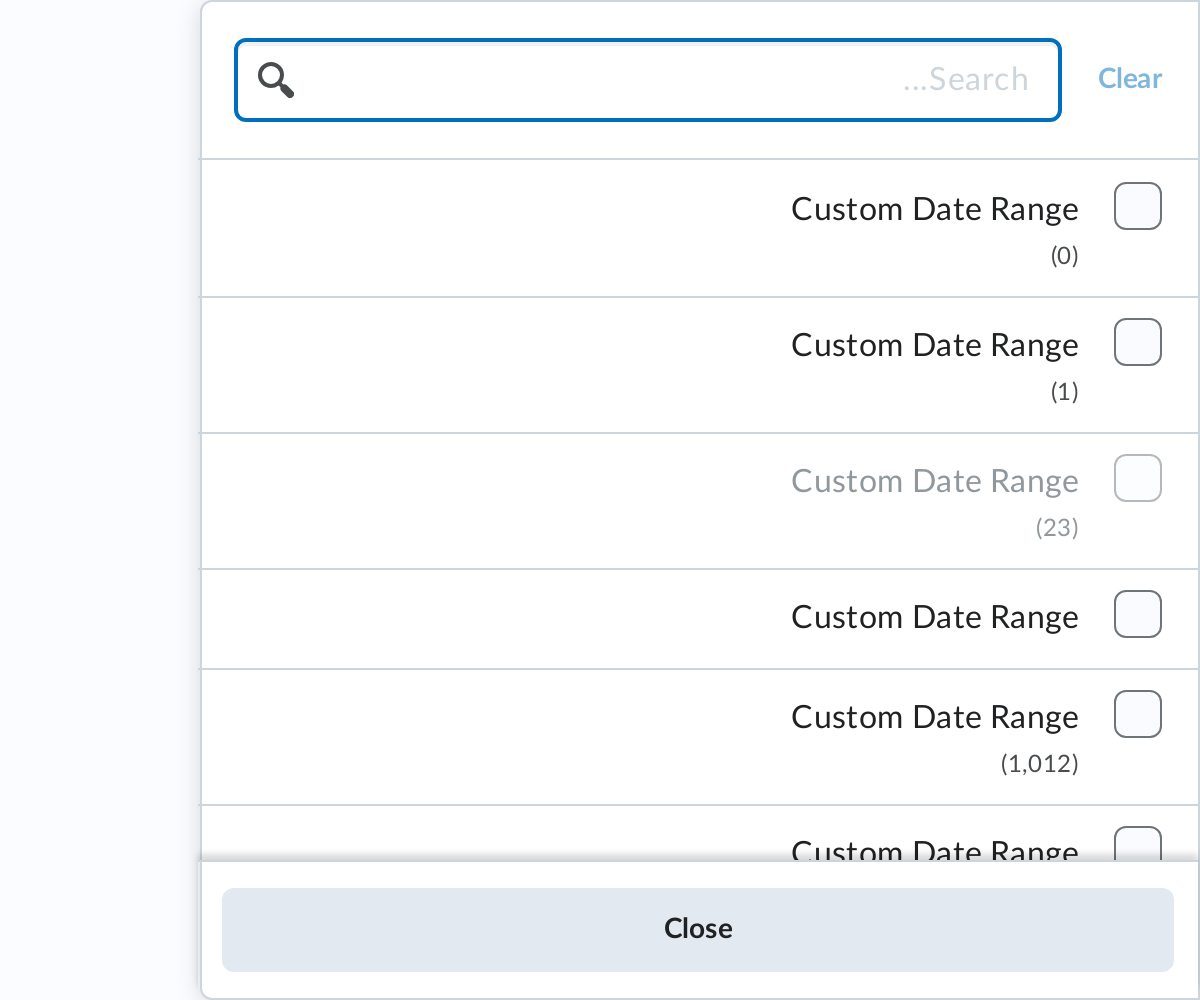 ...Search
Clear
Custom Date Range
(0)
Custom Date Range
(1)
Custom Date Range
(23)
Custom Date Range
Custom Date Range
(1,012)
Custom Date Range
Close